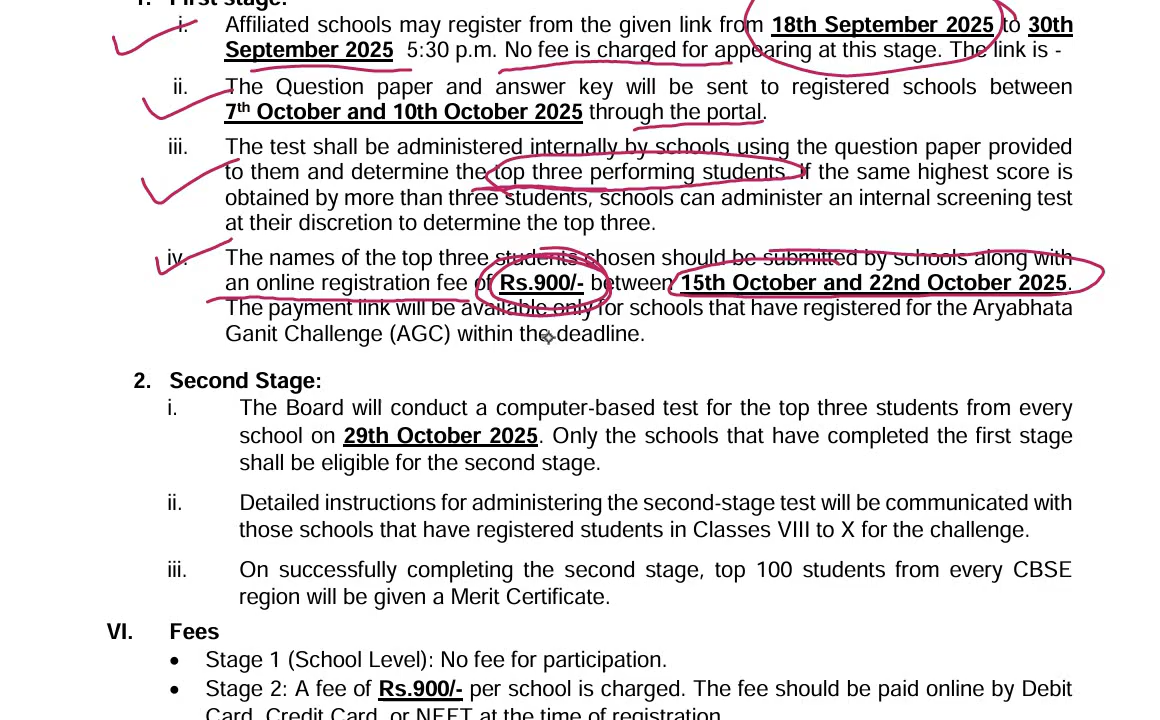 1. First stage:
i. Affiliated schools may register from the given link from 18th September 2025 to 30th
September 2025 5:30 p.m. No fee is charged for appearing at this stage. The link is -
ii. The Question paper and answer key will be sent to registered schools between
7th October and 10th October 2025 through the portal.
iii. The test shall be administered internally by schools using the question paper provided
to them and determine the top three performing students. If the same highest score is
obtained by more than three students, schools can administer an internal screening test
at their discretion to determine the top three.
iv. The names of the top three students chosen should be submitted by schools along with
an online registration fee of Rs.900/- between 15th October and 22nd October 2025.
The payment link will be available only for schools that have registered for the Aryabhata
Ganit Challenge (AGC) within the deadline.
2. Second Stage:
i. The Board will conduct a computer-based test for the top three students from every
school on 29th October 2025. Only the schools that have completed the first stage
shall be eligible for the second stage.
ii. Detailed instructions for administering the second-stage test will be communicated with
those schools that have registered students in Classes VIII to X for the challenge.
iii. On successfully completing the second stage, top 100 students from every CBSE
region will be given a Merit Certificate.
VI. Fees
• Stage 1 (School Level): No fee for participation.
• Stage 2: A fee of Rs.900/- per school is charged. The fee should be paid online by Debit
Card, Credit Card, or NEFT at the time of registration.